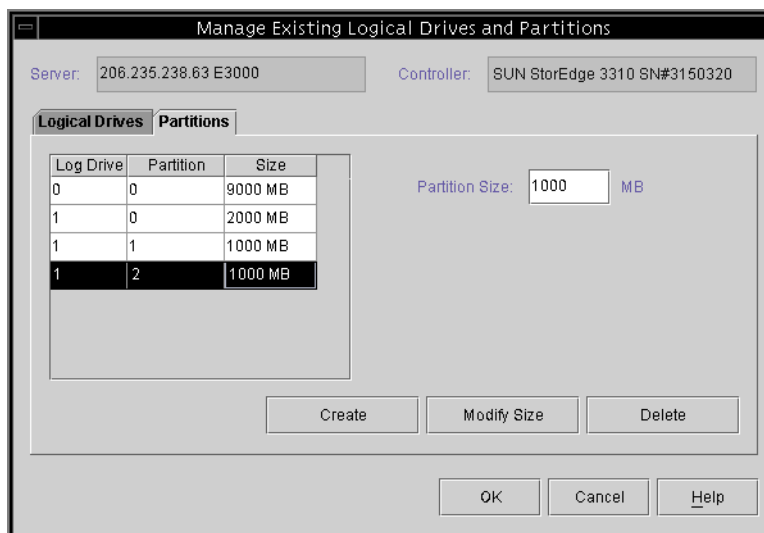 Manage Existing Logical Drives and Partitions
Server: 206.235.238.63 E3000 Controller: SUN StorEdge 3310 SN#3150320
Logical Drives Partitions
Log Drive Partition Size
0 0 9000 MB
1 0 2000 MB
1 1 1000 MB
1 2 1000 MB
Partition Size: 1000 MB
Create Modify Size Delete
OK Cancel Help